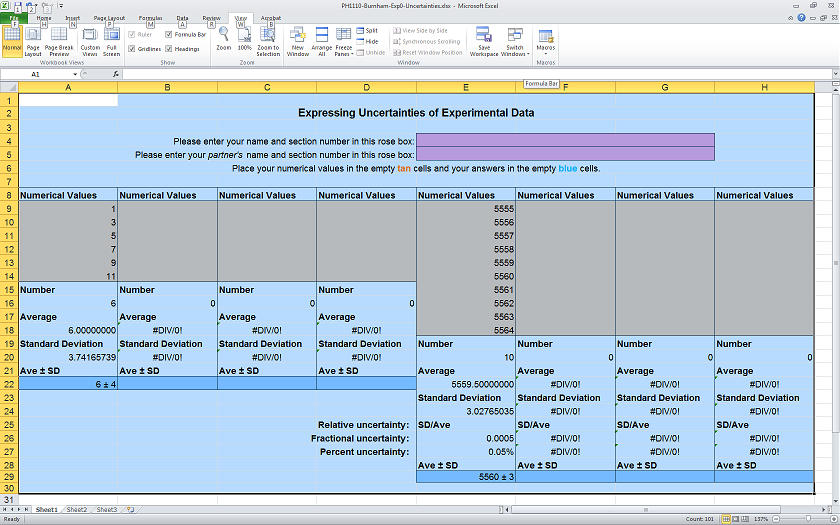 PH1110-Burnham-Exp0-Uncertainties.xlsx - Microsoft Excel
1 2 3
File Home Insert Page Layout Formulas Data Review View Acrobat
F H N P M A R W B
Normal Page Layout Page Break Preview Custom Views Full Screen
Ruler Formula Bar
Gridlines Headings
Zoom 100% Zoom to Selection
New Window Arrange All Freeze Panes
Split
Hide
Unhide
View Side by Side
Synchronous Scrolling
Reset Window Position
Save Workspace Switch Windows Macros
Workbook Views Show Zoom Window Macros
A1 fx
Formula Bar
A B C D E F G H
1
2 Expressing Uncertainties of Experimental Data
3
4 Please enter your name and section number in this rose box:
5 Please enter your partner's name and section number in this rose box:
6 Place your numerical values in the empty tan cells and your answers in the empty blue cells.
7
8 Numerical Values Numerical Values Numerical Values Numerical Values Numerical Values Numerical Values Numerical Values Numerical Values
9 1 5555
10 3 5556
11 5 5557
12 7 5558
13 9 5559
14 11 5560
15 Number Number Number Number 5561
16 6 0 0 0 5562
17 Average Average Average Average 5563
18 6.00000000 #DIV/0! #DIV/0! #DIV/0! 5564
19 Standard Deviation Standard Deviation Standard Deviation Standard Deviation Number Number Number Number
20 3.74165739 #DIV/0! #DIV/0! #DIV/0! 10 0 0 0
21 Ave ± SD Ave ± SD Ave ± SD Ave ± SD Average Average Average Average
22 6 ± 4 5559.50000000 #DIV/0! #DIV/0! #DIV/0!
23 Standard Deviation Standard Deviation Standard Deviation Standard Deviation
24 3.02765035 #DIV/0! #DIV/0! #DIV/0!
25 Relative uncertainty: SD/Ave SD/Ave SD/Ave SD/Ave
26 Fractional uncertainty: 0.0005 #DIV/0! #DIV/0! #DIV/0!
27 Percent uncertainty: 0.05% #DIV/0! #DIV/0! #DIV/0!
28 Ave ± SD Ave ± SD Ave ± SD Ave ± SD
29 5560 ± 3
30
31
Sheet1 Sheet2 Sheet3
Ready Count: 101 137%